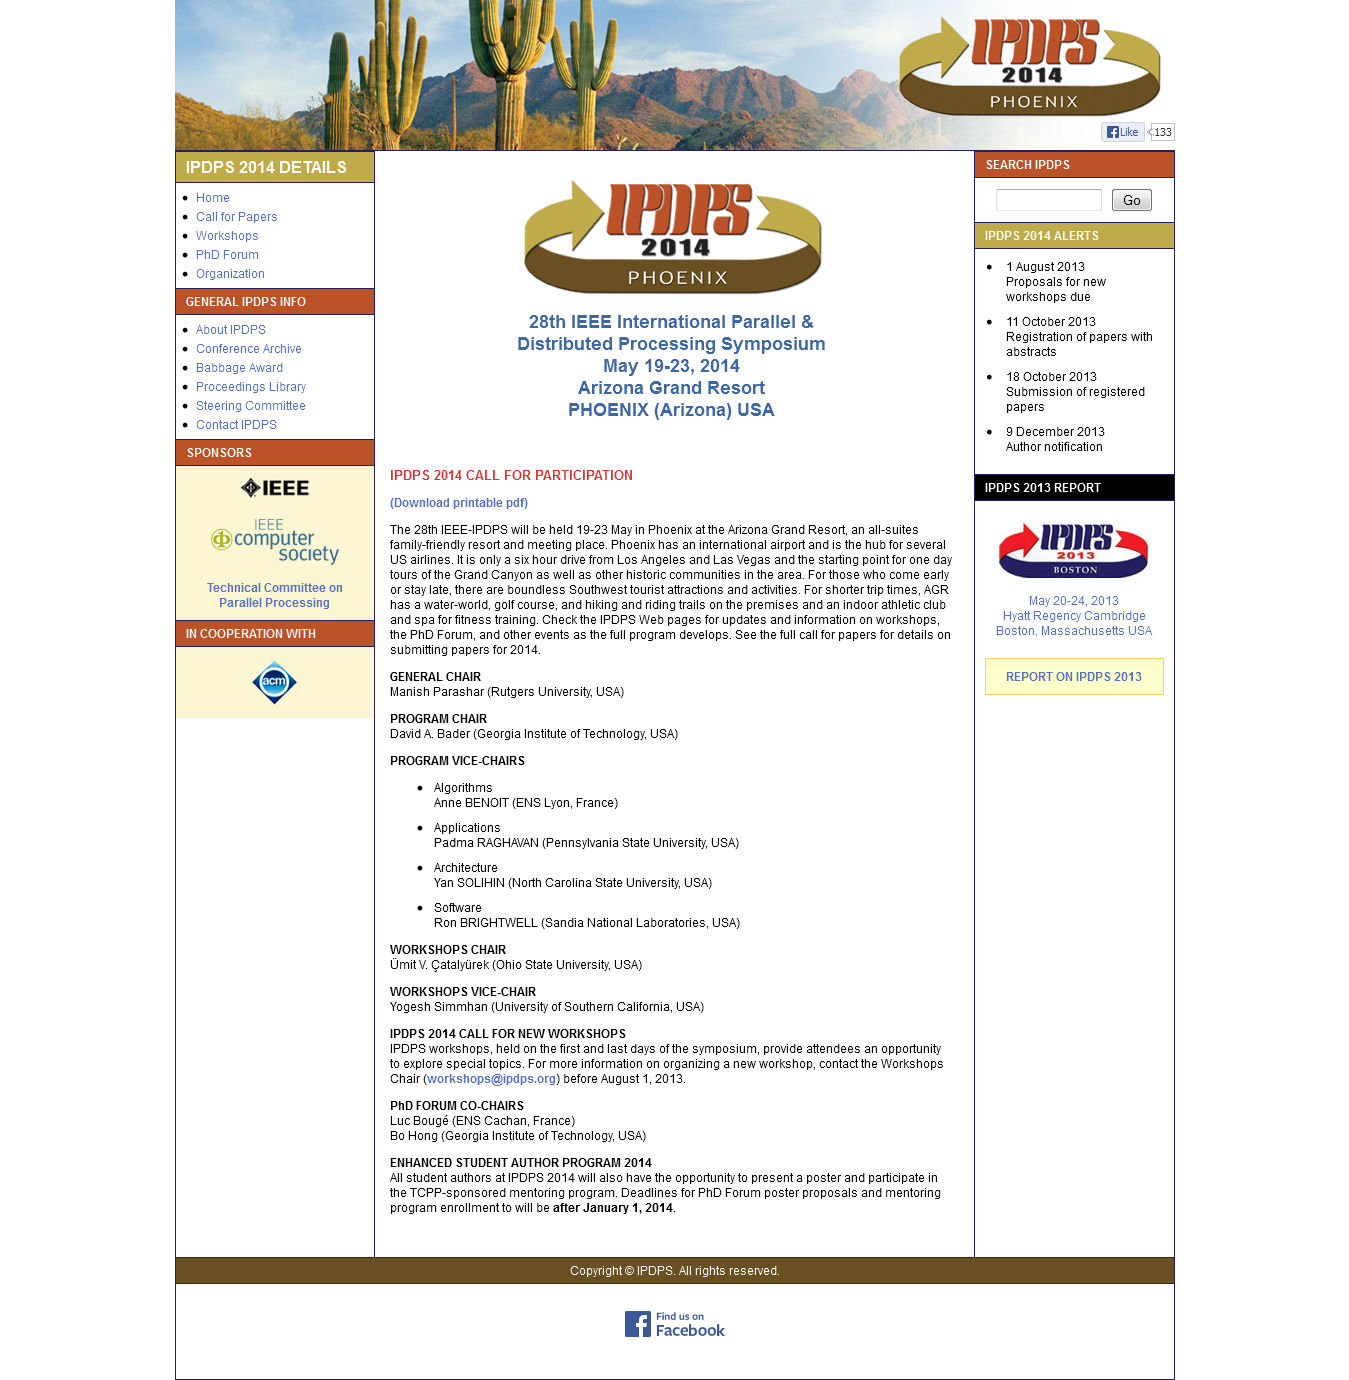 IPDPS
2014
PHOENIX
Like
133
IPDPS 2014 DETAILS
Home
Call for Papers
Workshops
PhD Forum
Organization
GENERAL IPDPS INFO
About IPDPS
Conference Archive
Babbage Award
Proceedings Library
Steering Committee
Contact IPDPS
SPONSORS
IEEE
IEEE
computer
society
Technical Committee on
Parallel Processing
IN COOPERATION WITH
acm
IPDPS
2014
PHOENIX
28th IEEE International Parallel &
Distributed Processing Symposium
May 19-23, 2014
Arizona Grand Resort
PHOENIX (Arizona) USA
IPDPS 2014 CALL FOR PARTICIPATION
(Download printable pdf)
The 28th IEEE-IPDPS will be held 19-23 May in Phoenix at the Arizona Grand Resort, an all-suites
family-friendly resort and meeting place. Phoenix has an international airport and is the hub for several
US airlines. It is only a six hour drive from Los Angeles and Las Vegas and the starting point for one day
tours of the Grand Canyon as well as other historic communities in the area. For those who come early
or stay late, there are boundless Southwest tourist attractions and activities. For shorter trip times, AGR
has a water-world, golf course, and hiking and riding trails on the premises and an indoor athletic club
and spa for fitness training. Check the IPDPS Web pages for updates and information on workshops,
the PhD Forum, and other events as the full program develops. See the full call for papers for details on
submitting papers for 2014.
GENERAL CHAIR
Manish Parashar (Rutgers University, USA)
PROGRAM CHAIR
David A. Bader (Georgia Institute of Technology, USA)
PROGRAM VICE-CHAIRS
Algorithms
Anne BENOIT (ENS Lyon, France)
Applications
Padma RAGHAVAN (Pennsylvania State University, USA)
Architecture
Yan SOLIHIN (North Carolina State University, USA)
Software
Ron BRIGHTWELL (Sandia National Laboratories, USA)
WORKSHOPS CHAIR
Ümit V. Çatalyürek (Ohio State University, USA)
WORKSHOPS VICE-CHAIR
Yogesh Simmhan (University of Southern California, USA)
IPDPS 2014 CALL FOR NEW WORKSHOPS
IPDPS workshops, held on the first and last days of the symposium, provide attendees an opportunity
to explore special topics. For more information on organizing a new workshop, contact the Workshops
Chair (workshops@ipdps.org) before August 1, 2013.
PhD FORUM CO-CHAIRS
Luc Bougé (ENS Cachan, France)
Bo Hong (Georgia Institute of Technology, USA)
ENHANCED STUDENT AUTHOR PROGRAM 2014
All student authors at IPDPS 2014 will also have the opportunity to present a poster and participate in
the TCPP-sponsored mentoring program. Deadlines for PhD Forum poster proposals and mentoring
program enrollment to will be after January 1, 2014.
SEARCH IPDPS
Go
IPDPS 2014 ALERTS
1 August 2013
Proposals for new
workshops due
11 October 2013
Registration of papers with
abstracts
18 October 2013
Submission of registered
papers
9 December 2013
Author notification
IPDPS 2013 REPORT
IPDPS
2013
BOSTON
May 20-24, 2013
Hyatt Regency Cambridge
Boston, Massachusetts USA
REPORT ON IPDPS 2013
Copyright © IPDPS. All rights reserved.
Find us on
Facebook